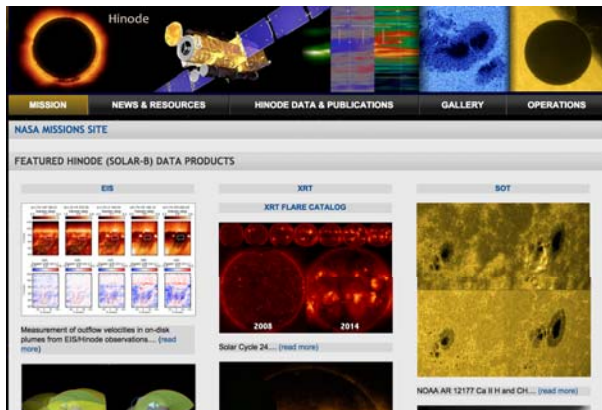 Hinode
MISSION
NEWS & RESOURCES
HINODE DATA & PUBLICATIONS
GALLERY
OPERATIONS
NASA MISSIONS SITE
FEATURED HINODE (SOLAR-B) DATA PRODUCTS
EIS
Measurement of outflow velocities in on-disk
plumes from EIS/Hinode observations.... (read
more)
XRT
XRT FLARE CATALOG
2008
2014
Solar Cycle 24.... (read more)
SOT
NOAA AR 12177 Ca II H and CH.... (read more)